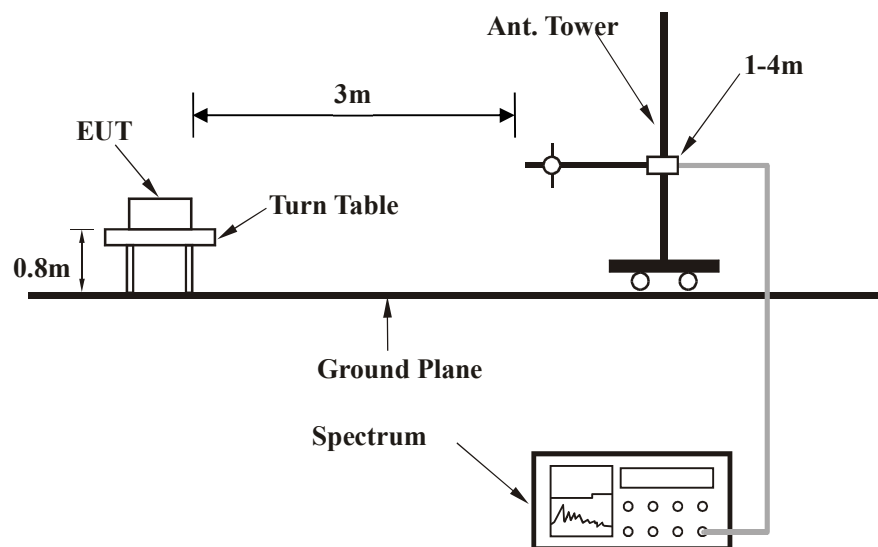 Ant. Tower
1-4m
3m
EUT
Turn Table
0.8m
Ground Plane
Spectrum